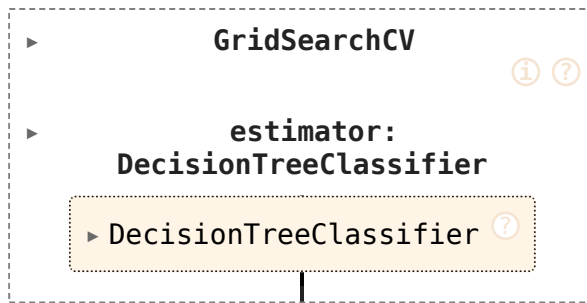 ▸ GridSearchCV
i ?
▸ estimator:
DecisionTreeClassifier
▸ DecisionTreeClassifier ?